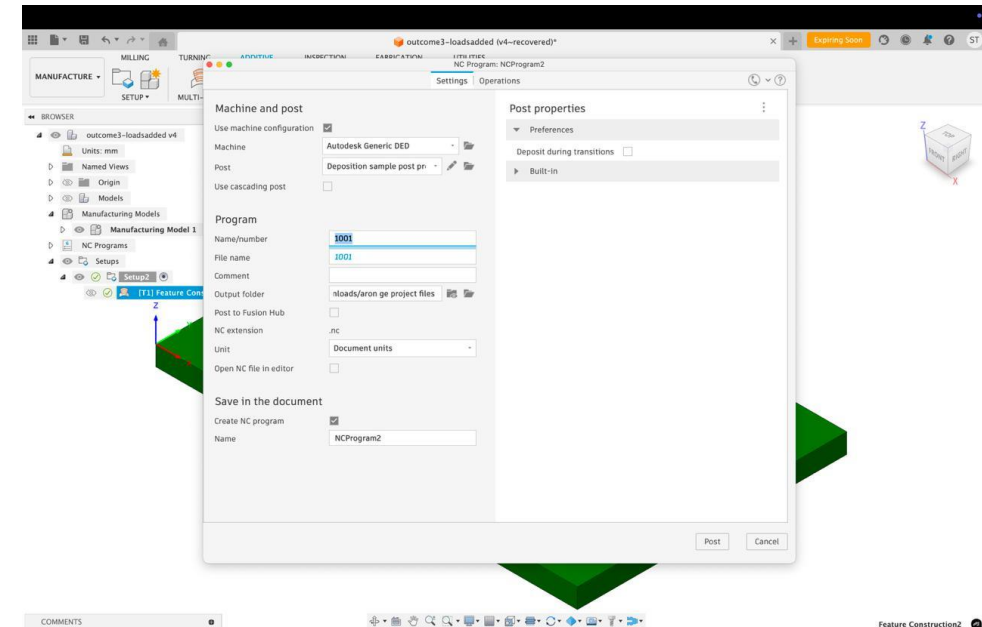 outcome3-loadsadded (v4~recovered)*
Expiring Soon
ST
MILLING TURNING ADDITIVE INSPECTION FABRICATION UTILITIES
MANUFACTURE
SETUP
MULTI-
NC Program: NCProgram2
Settings Operations
BROWSER
outcome3-loadsadded v4
Units: mm
Named Views
Origin
Models
Manufacturing Models
Manufacturing Model 1
NC Programs
Setups
Setup2
[T1] Feature Cons
Z
Machine and post
Use machine configuration
Machine Autodesk Generic DED
Post Deposition sample post pr
Use cascading post
Program
Name/number 1001
File name 1001
Comment
Output folder nloads/aron ge project files
Post to Fusion Hub
NC extension .nc
Unit Document units
Open NC file in editor
Save in the document
Create NC program
Name NCProgram2
Post properties
Preferences
Deposit during transitions
Built-in
Post Cancel
Z
TOP
FRONT RIGHT
X
COMMENTS
Feature Construction2